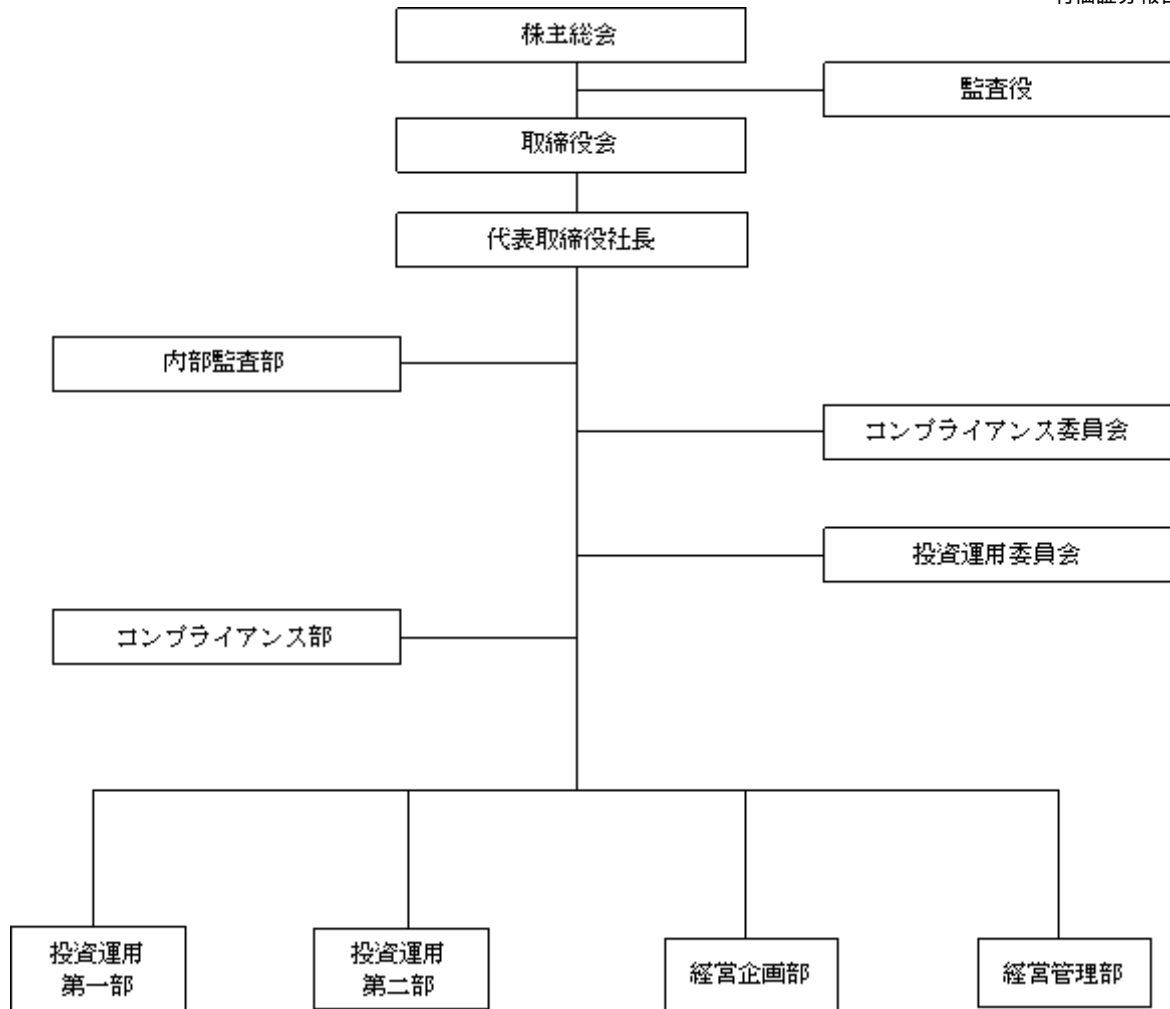 株主総会
監査役
取締役会
代表取締役社長
内部監査部
コンプライアンス委員会
投資運用委員会
コンプライアンス部
投資運用
第一部
投資運用
第二部
経営企画部
経営管理部